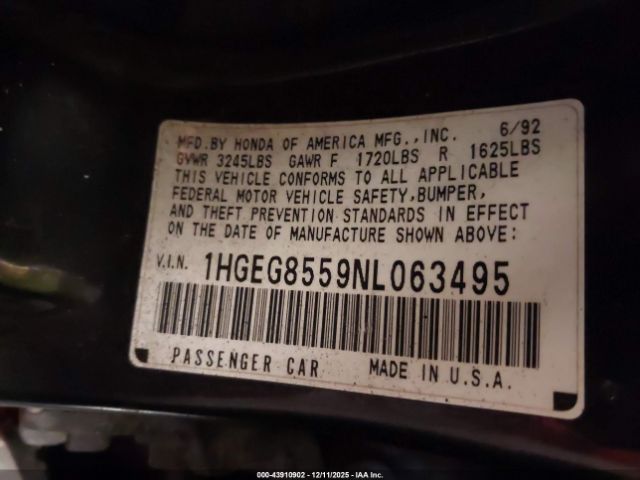 MFD.BY HONDA OF AMERICA MFG.,INC. 6/92
GVWR 3245LBS GAWR F 1720LBS R 1625LBS
THIS VEHICLE CONFORMS TO ALL APPLICABLE
FEDERAL MOTOR VEHICLE SAFETY,BUMPER,
AND THEFT PREVENTION STANDARDS IN EFFECT
ON THE DATE OF MANUFACTURE SHOWN ABOVE:
V.I.N. 1HGEG8559NL063495
PASSENGER CAR MADE IN U.S.A.
000-43910902 - 12/11/2025 - IAA Inc.